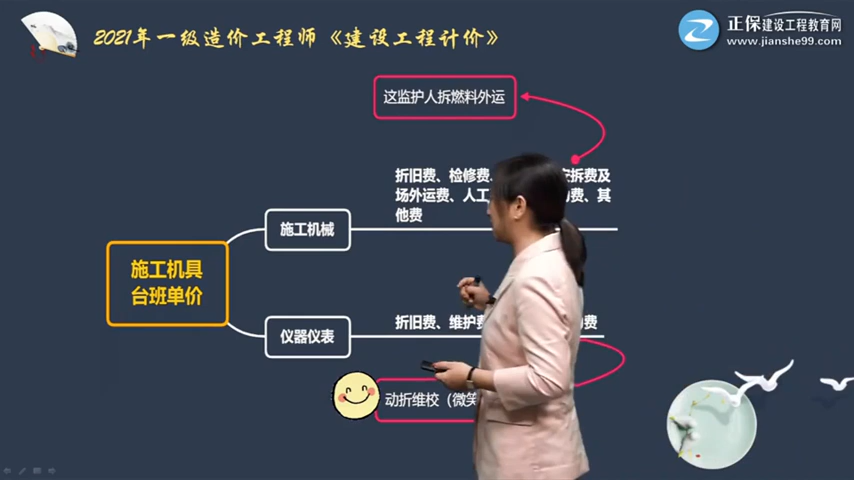 2021年一级造价工程师《建设工程计价》
正保建设工程教育网
www.jianshe99.com
这监护人拆燃料外运
折旧费、检修费、 安拆费及
场外运费、人工 费、其
他费
施工机械
施工机具
台班单价
折旧费、维护费 费
仪器仪表
动折维校（微笑